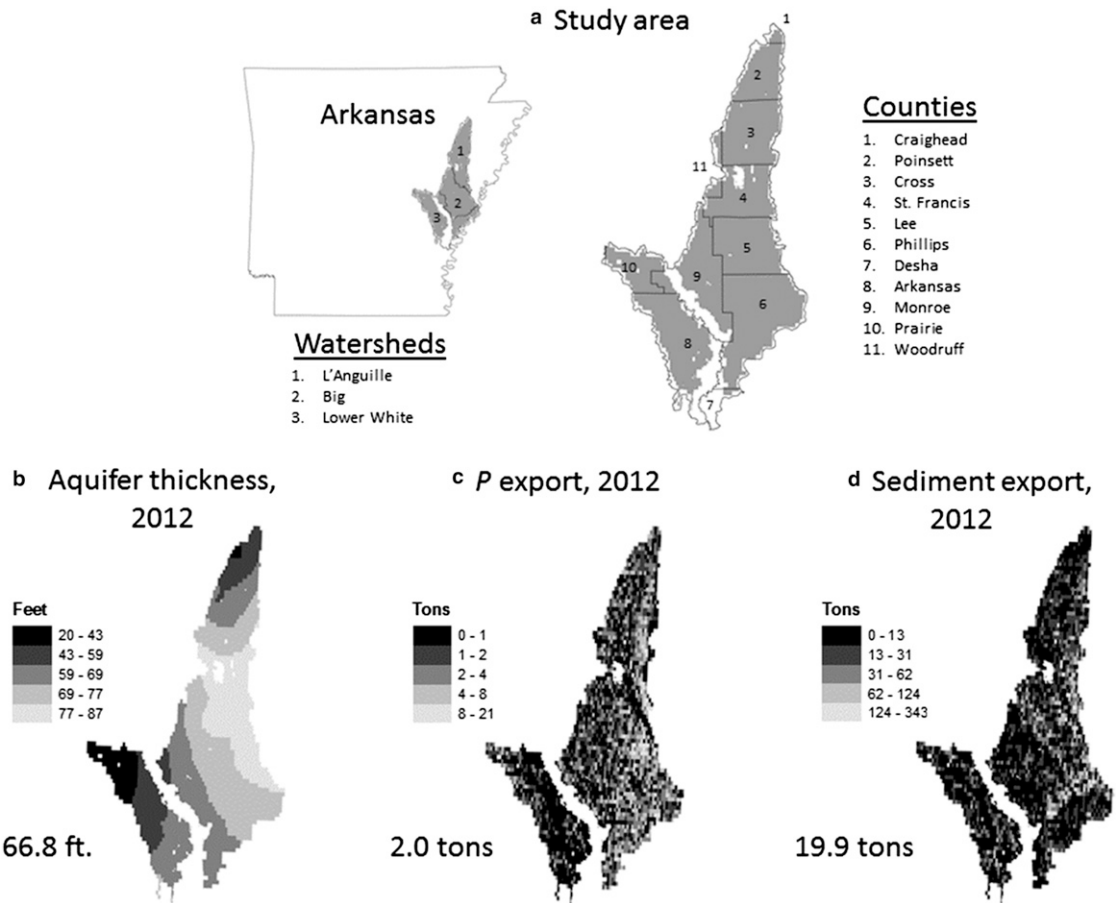 a Study area
Arkansas
1
2
3
Watersheds
1. L'Anguille
2. Big
3. Lower White
1
2
3
11
4
5
10
9
6
8
7
Counties
1. Craighead
2. Poinsett
3. Cross
4. St. Francis
5. Lee
6. Phillips
7. Desha
8. Arkansas
9. Monroe
10. Prairie
11. Woodruff
b Aquifer thickness,
2012
Feet
20 - 43
43 - 59
59 - 69
69 - 77
77 - 87
66.8 ft.
c P export, 2012
Tons
0 - 1
1 - 2
2 - 4
4 - 8
8 - 21
2.0 tons
d Sediment export,
2012
Tons
0 - 13
13 - 31
31 - 62
62 - 124
124 - 343
19.9 tons